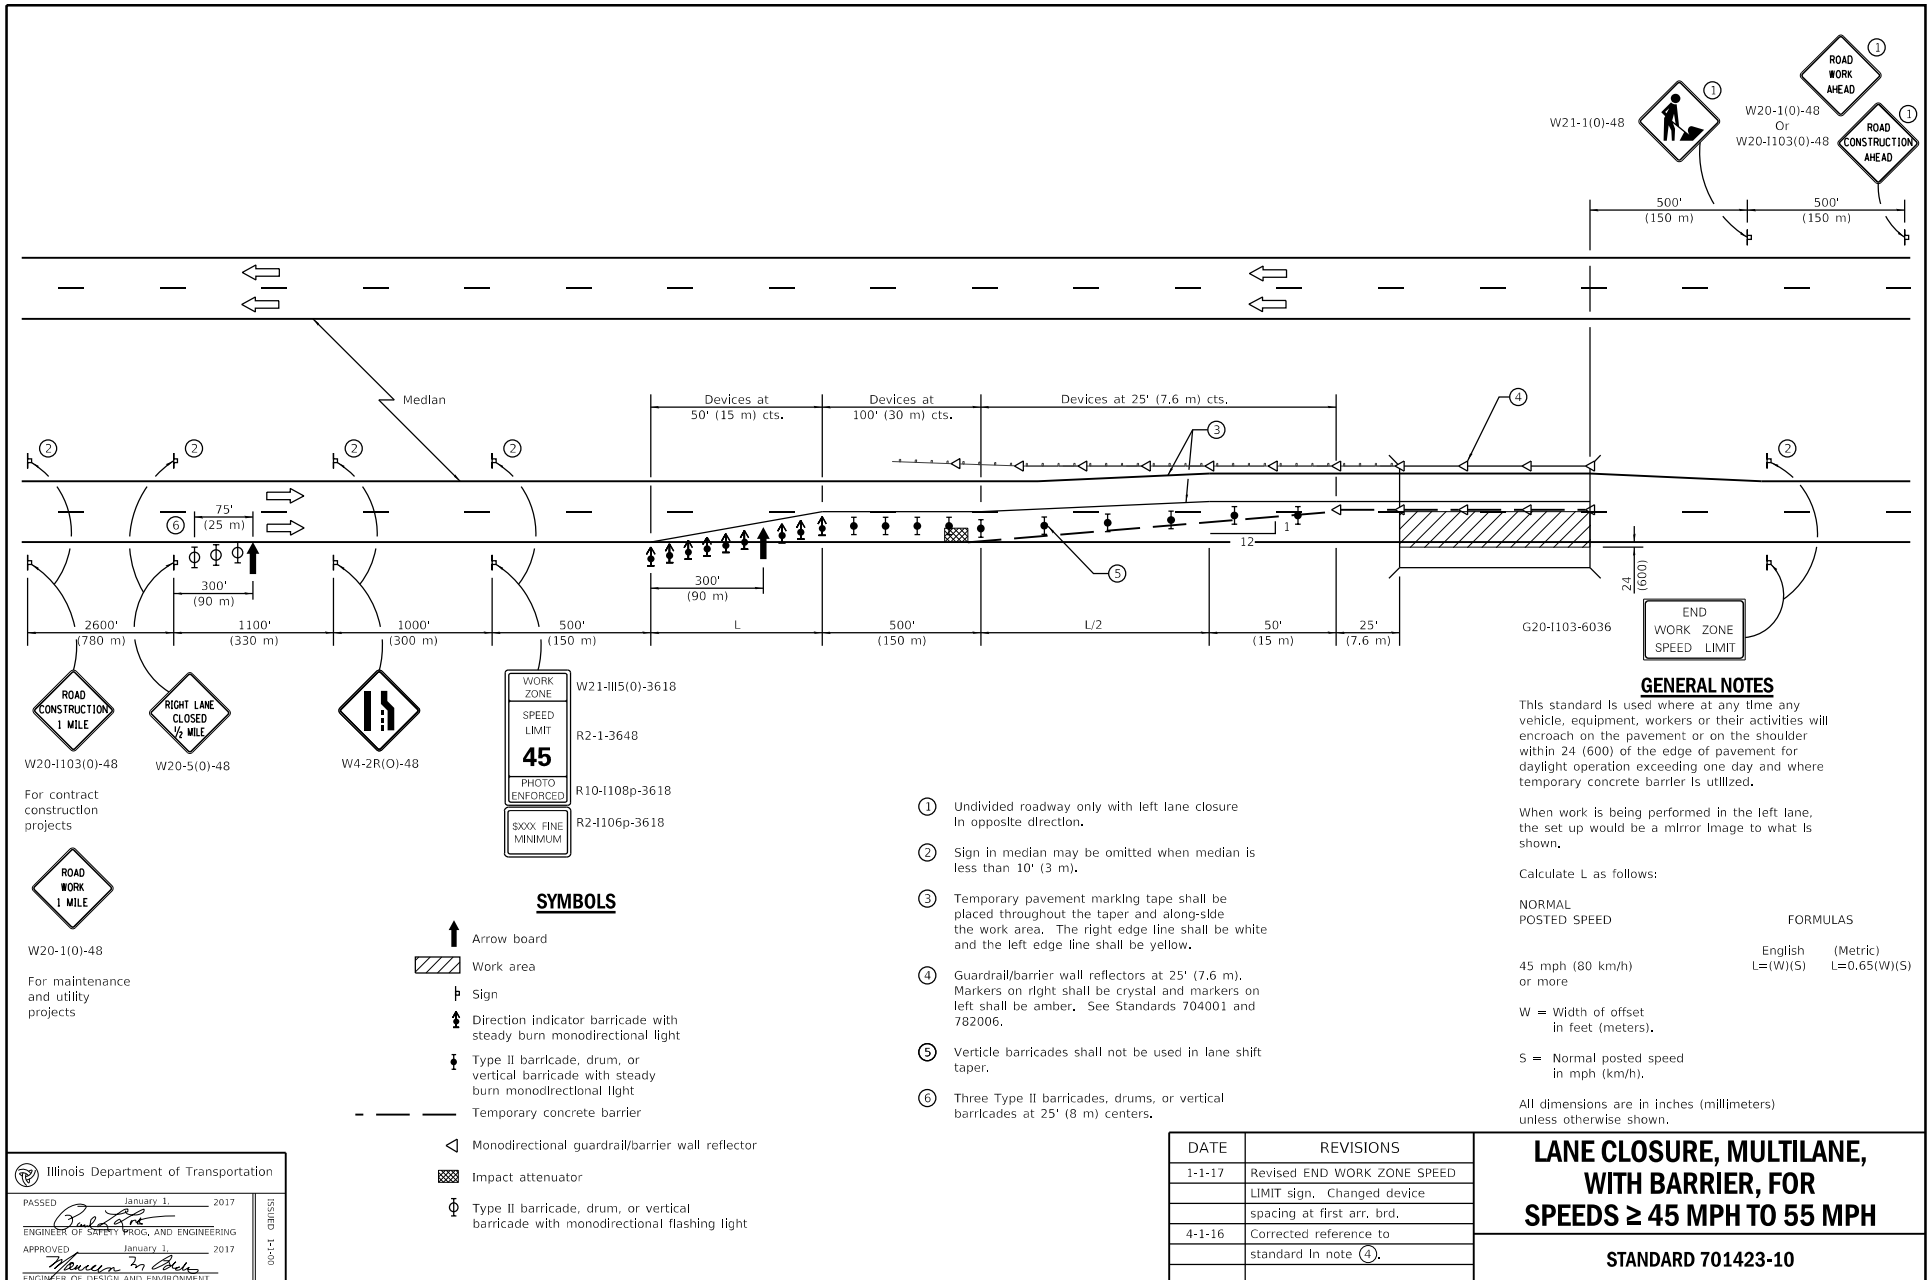 ROAD
WORK
AHEAD
1
W20-1(0)-48
Or
W20-I103(0)-48
ROAD
CONSTRUCTION
AHEAD
1
W21-1(0)-48
1
500'
(150 m)
500'
(150 m)
Median
Devices at
50' (15 m) cts.
Devices at
100' (30 m) cts.
Devices at 25' (7.6 m) cts.
4
3
2
2
2
2
2
6
75'
(25 m)
300'
(90 m)
300'
(90 m)
12
1
5
24
(600)
2600'
(780 m)
1100'
(330 m)
1000'
(300 m)
500'
(150 m)
L
500'
(150 m)
L/2
50'
(15 m)
25'
(7.6 m)
G20-I103-6036
END
WORK ZONE
SPEED LIMIT
ROAD
CONSTRUCTION
1 MILE
W20-I103(0)-48
For contract
construction
projects
RIGHT LANE
CLOSED
1/2 MILE
W20-5(0)-48
W4-2R(O)-48
WORK
ZONE
W21-III5(0)-3618
SPEED
LIMIT
45
R2-1-3648
PHOTO
ENFORCED
R10-I108p-3618
$XXX FINE
MINIMUM
R2-I106p-3618
ROAD
WORK
1 MILE
W20-1(0)-48
For maintenance
and utility
projects
SYMBOLS
Arrow board
Work area
Sign
Direction indicator barricade with
steady burn monodirectional light
Type II barricade, drum, or
vertical barricade with steady
burn monodirectional light
Temporary concrete barrier
Monodirectional guardrail/barrier wall reflector
Impact attenuator
Type II barricade, drum, or vertical
barricade with monodirectional flashing light
1 Undivided roadway only with left lane closure
in opposite direction.
2 Sign in median may be omitted when median is
less than 10' (3 m).
3 Temporary pavement marking tape shall be
placed throughout the taper and along-side
the work area. The right edge line shall be white
and the left edge line shall be yellow.
4 Guardrail/barrier wall reflectors at 25' (7.6 m).
Markers on right shall be crystal and markers on
left shall be amber. See Standards 704001 and
782006.
5 Verticle barricades shall not be used in lane shift
taper.
6 Three Type II barricades, drums, or vertical
barricades at 25' (8 m) centers.
GENERAL NOTES
This standard is used where at any time any
vehicle, equipment, workers or their activities will
encroach on the pavement or on the shoulder
within 24 (600) of the edge of pavement for
daylight operation exceeding one day and where
temporary concrete barrier is utilized.
When work is being performed in the left lane,
the set up would be a mirror image to what is
shown.
Calculate L as follows:
NORMAL
POSTED SPEED FORMULAS
English (Metric)
45 mph (80 km/h) L=(W)(S) L=0.65(W)(S)
or more
W = Width of offset
in feet (meters).
S = Normal posted speed
in mph (km/h).
All dimensions are in inches (millimeters)
unless otherwise shown.
Illinois Department of Transportation
PASSED January 1, 2017
ENGINEER OF SAFETY PROG. AND ENGINEERING
APPROVED January 1, 2017
ENGINEER OF DESIGN AND ENVIRONMENT
ISSUED 1-1-00
DATE REVISIONS
1-1-17 Revised END WORK ZONE SPEED
LIMIT sign. Changed device
spacing at first arr. brd.
4-1-16 Corrected reference to
standard in note 4.
LANE CLOSURE, MULTILANE,
WITH BARRIER, FOR
SPEEDS ≥ 45 MPH TO 55 MPH
STANDARD 701423-10